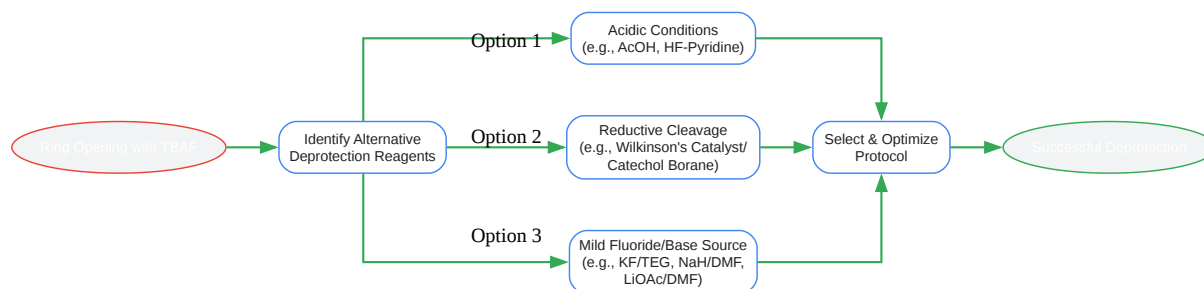 Option 1
Acidic Conditions
(e.g., AcOH, HF-Pyridine)
Ring Opening with TBAF
Identify Alternative
Deprotection Reagents
Option 2
Reductive Cleavage
(e.g., Wilkinson's Catalyst/
Catechol Borane)
Select & Optimize
Protocol
Successful Deprotection
Option 3
Mild Fluoride/Base Source
(e.g., KF/TEG, NaH/DMF,
LiOAc/DMF)